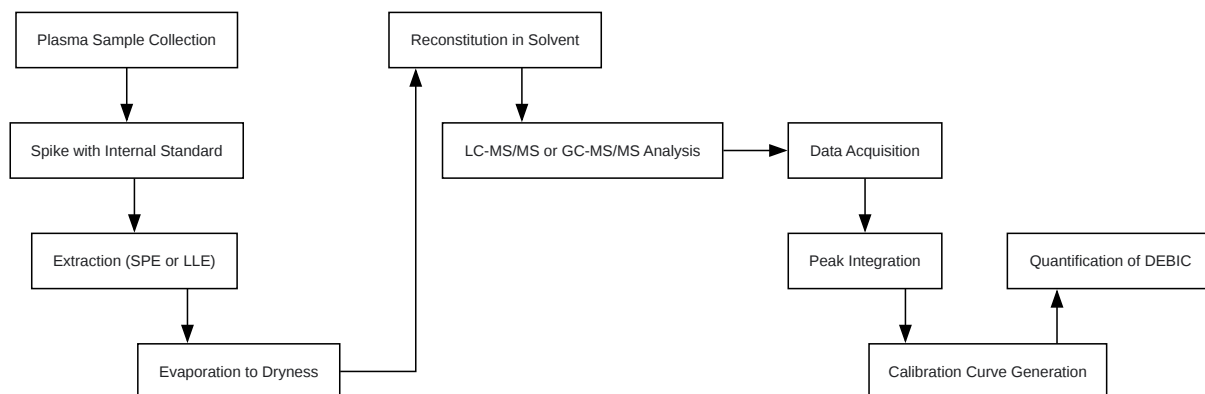 Plasma Sample Collection
Spike with Internal Standard
Extraction (SPE or LLE)
Evaporation to Dryness
Reconstitution in Solvent
LC-MS/MS or GC-MS/MS Analysis
Data Acquisition
Peak Integration
Calibration Curve Generation
Quantification of DEBIC